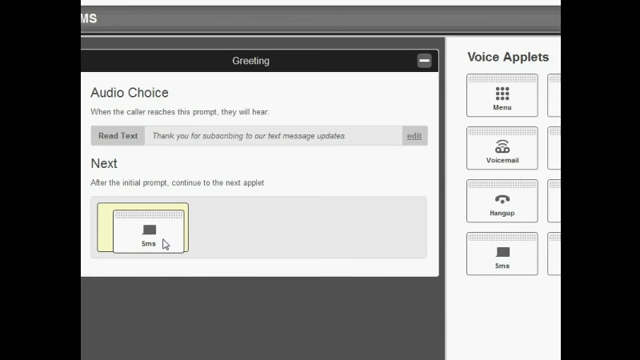 MS
Greeting
Voice Applets
Audio Choice
When the caller reaches this prompt, they will hear:
Read Text Thank you for subscribing to our text message updates. edit
Next
After the initial prompt, continue to the next applet
Sms
Menu
Voicemail
Hangup
Sms